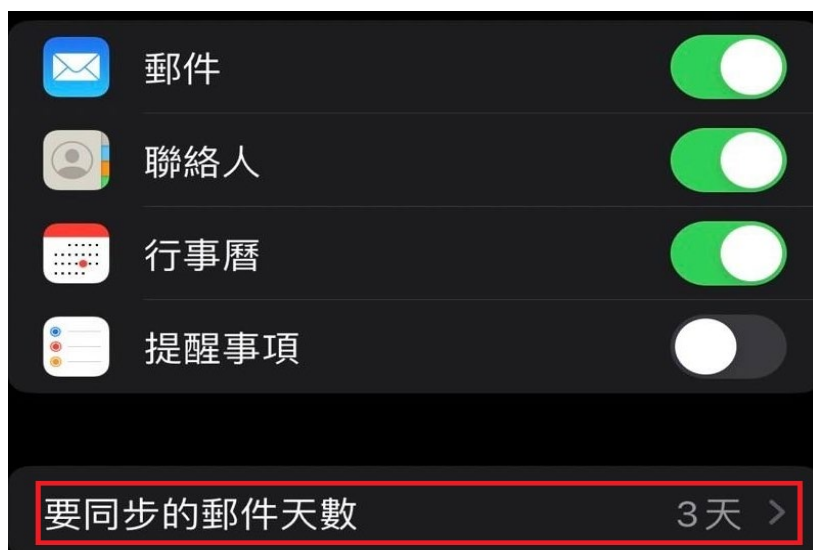 郵件
聯絡人
行事曆
提醒事項
要同步的郵件天數 3天